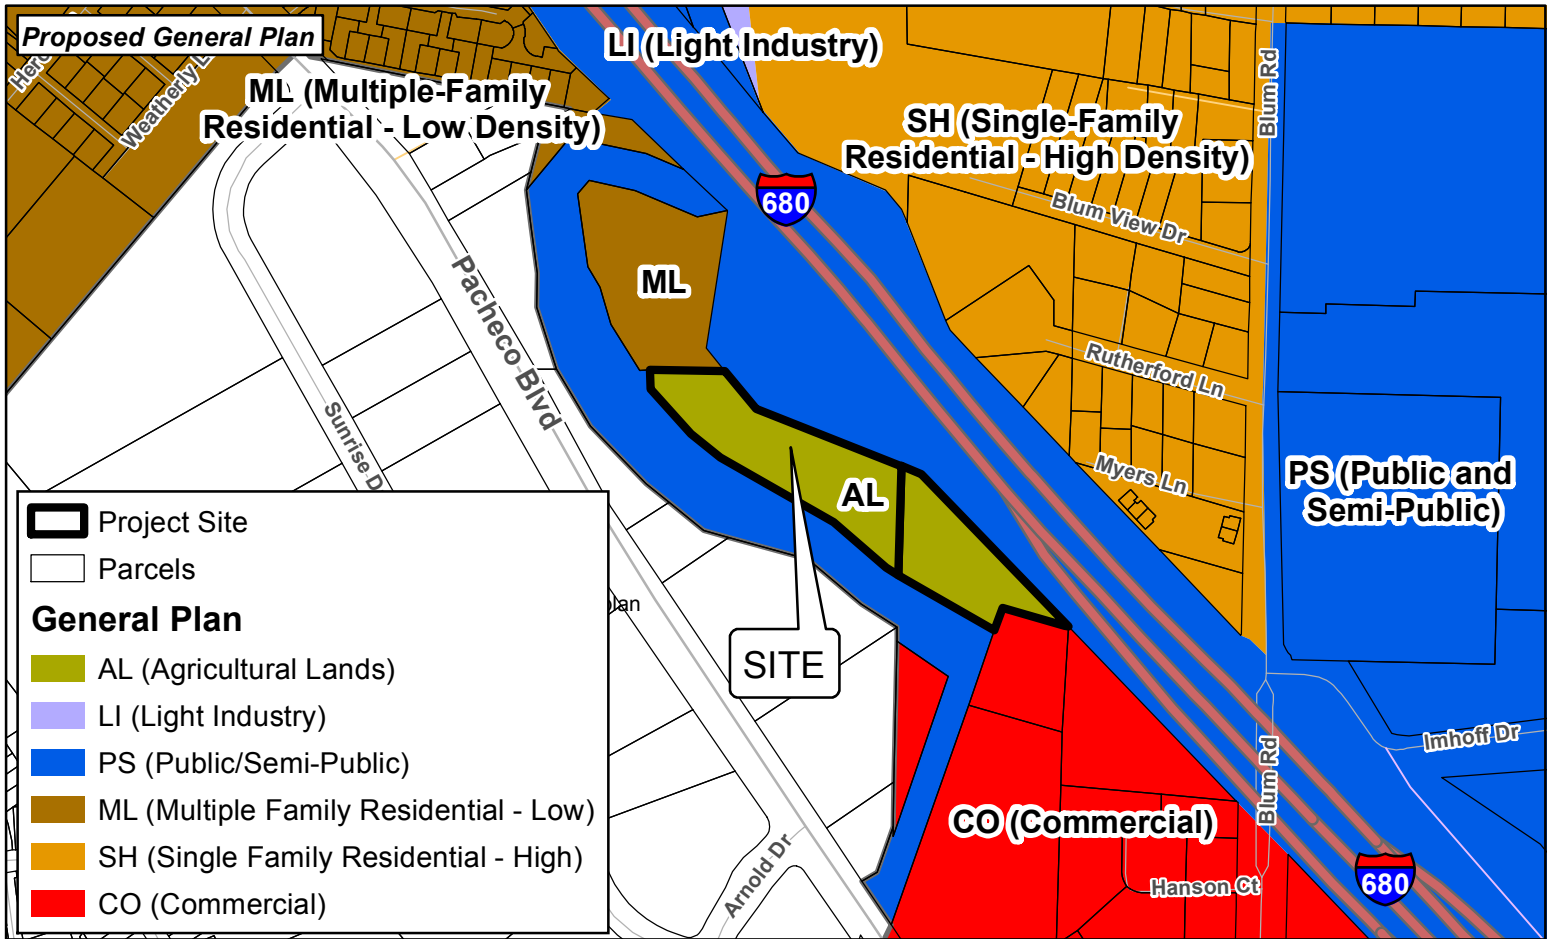 Proposed General Plan
LI (Light Industry)
ML (Multiple-Family
Residential - Low Density)
SH (Single-Family
Residential - High Density)
Weatherly
Blum Rd
680
Blum View Dr
ML
Pacheco Blvd
Rutherford Ln
Sunrise D
Myers Ln
AL
PS (Public and
Semi-Public)
SITE
Project Site
Parcels
General Plan
AL (Agricultural Lands)
LI (Light Industry)
PS (Public/Semi-Public)
ML (Multiple Family Residential - Low)
SH (Single Family Residential - High)
CO (Commercial)
Imhoff Dr
Blum Rd
CO (Commercial)
Arnold Dr
Hanson Ct
680